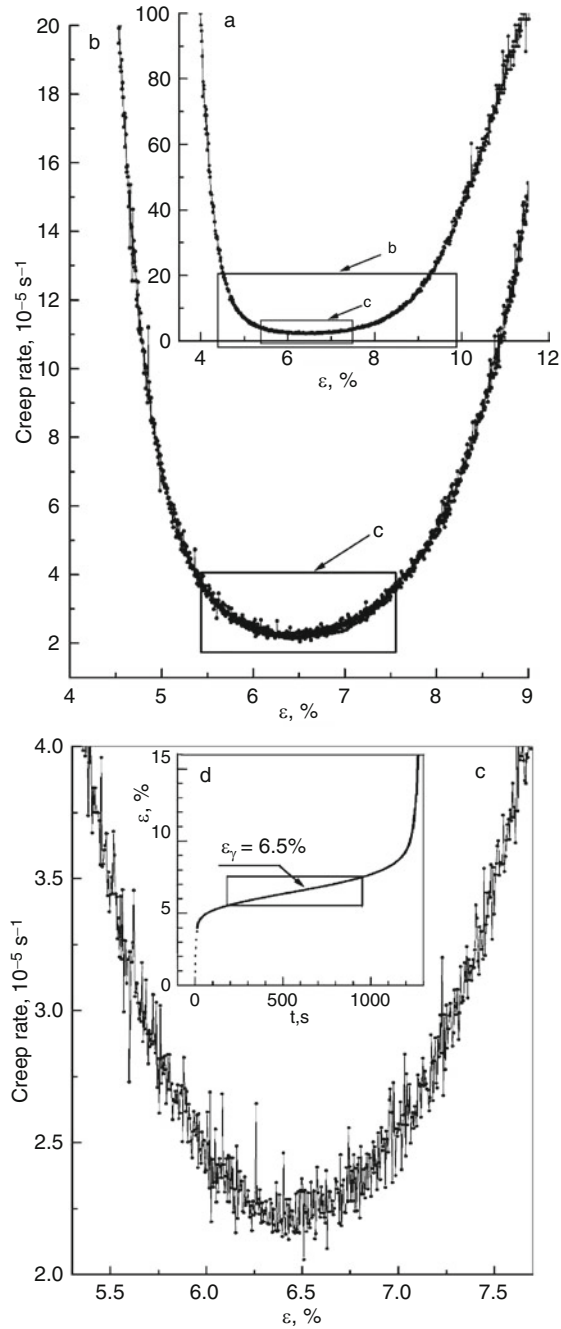 b
a
20
18
16
14
12
10
8
6
4
2
Creep rate, 10⁻⁵ s⁻¹
100
80
60
40
20
0
b
c
4 6 8 10 12
ε, %
c
4 5 6 7 8 9
ε, %
4.0
3.5
3.0
2.5
2.0
Creep rate, 10⁻⁵ s⁻¹
d
c
15
10
5
0
ε, %
εγ = 6.5%
0 500 1000
t,s
5.5 6.0 6.5 7.0 7.5
ε, %